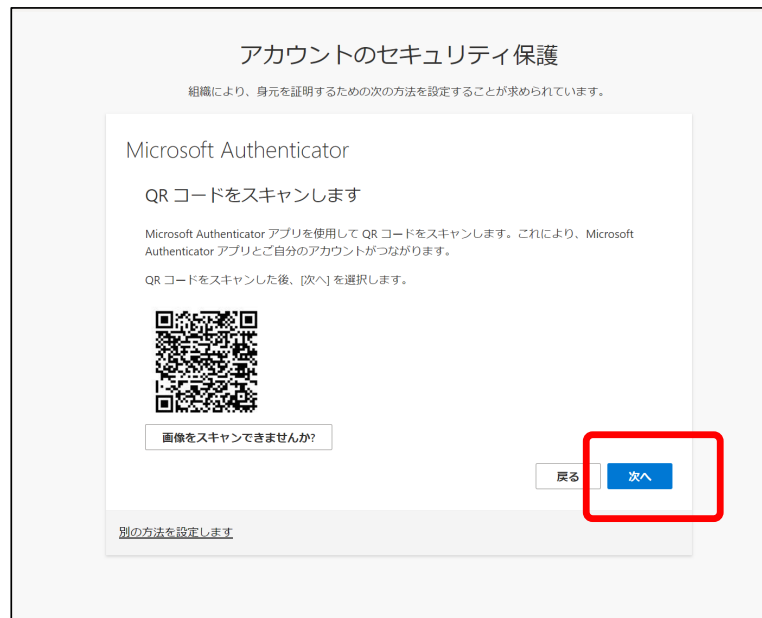 アカウントのセキュリティ保護
組織により、身元を証明するための次の方法を設定することが求められています。
Microsoft Authenticator
QR コードをスキャンします
Microsoft Authenticator アプリを使用して QR コードをスキャンします。これにより、Microsoft
Authenticator アプリとご自分のアカウントがつながります。
QR コードをスキャンした後、[次へ] を選択します。
画像をスキャンできませんか?
戻る
次へ
別の方法を設定します